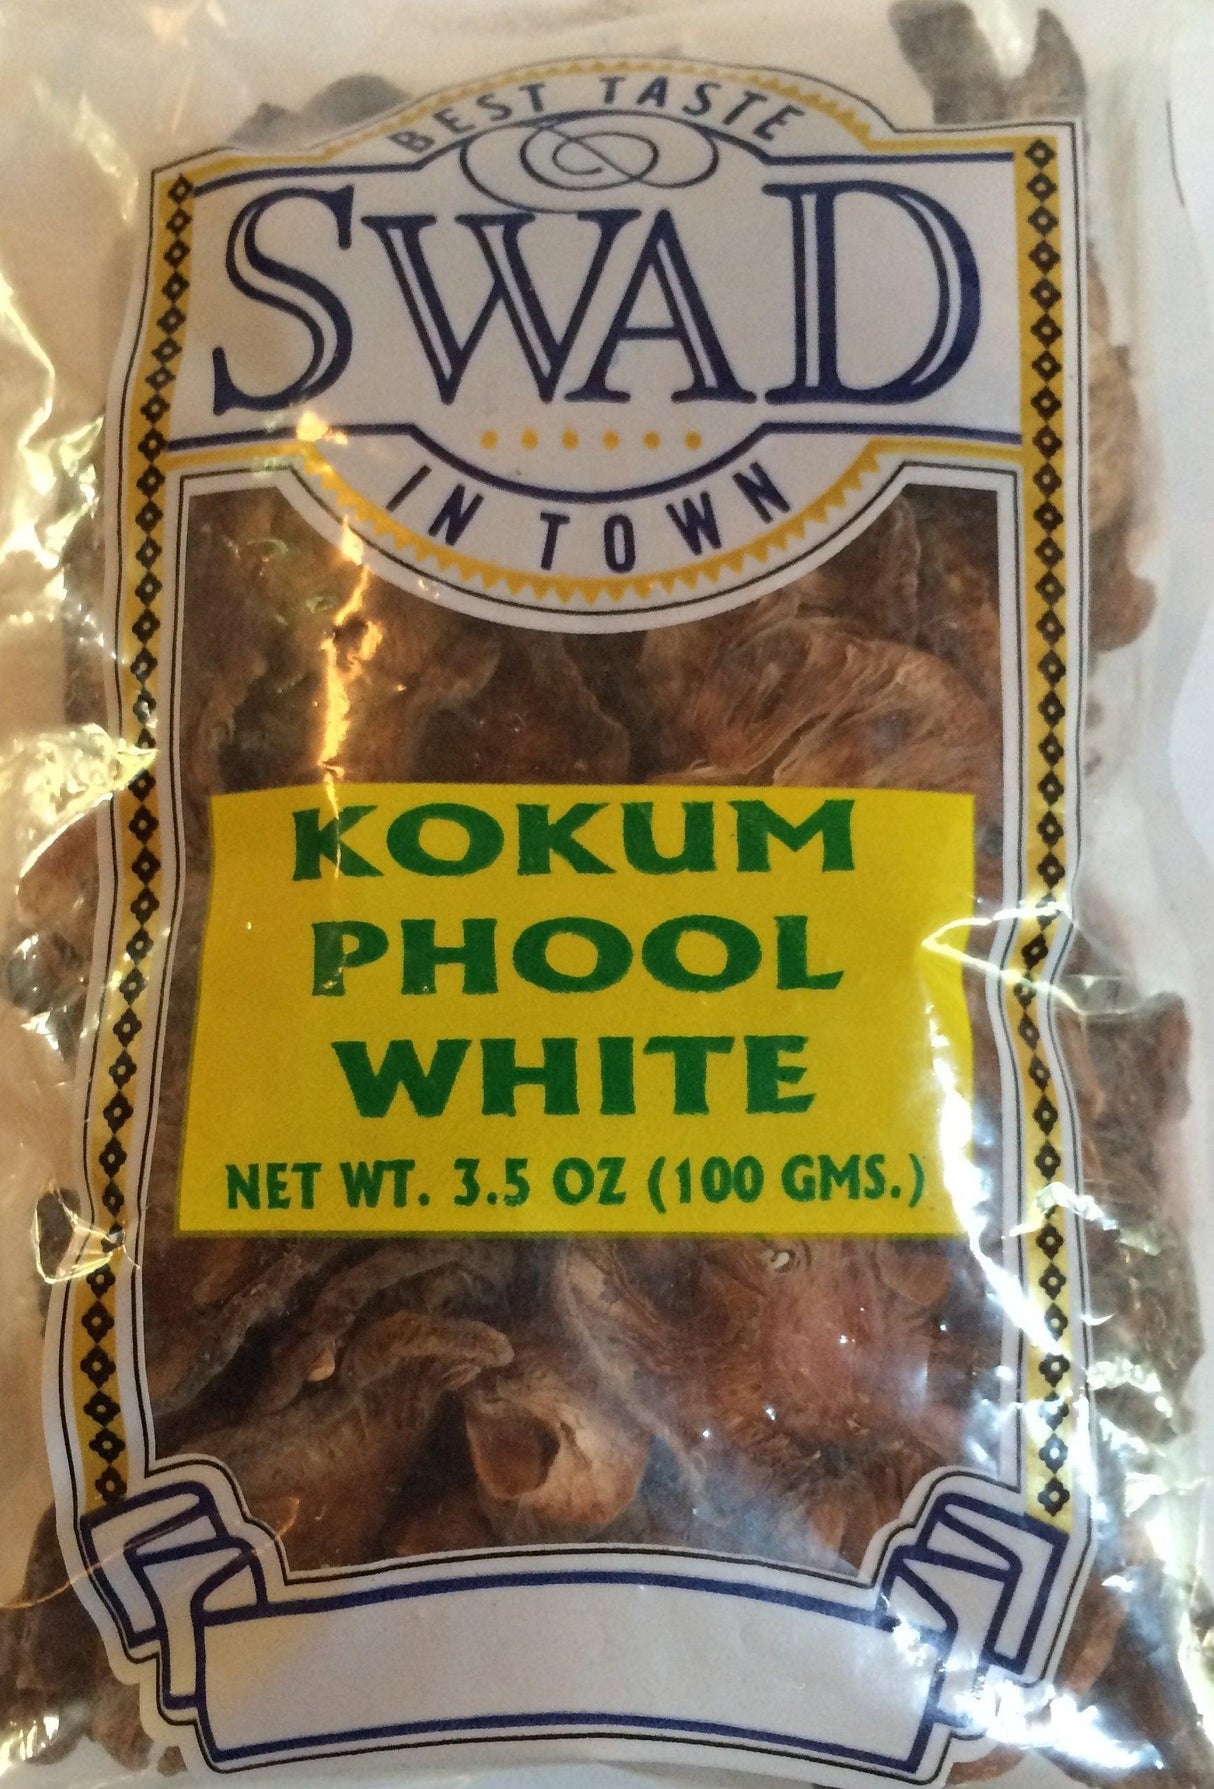 BEST TASTE
SWAD
IN TOWN
KOKUM
PHOOL
WHITE
NET WT. 3.5 OZ (100 GMS.)